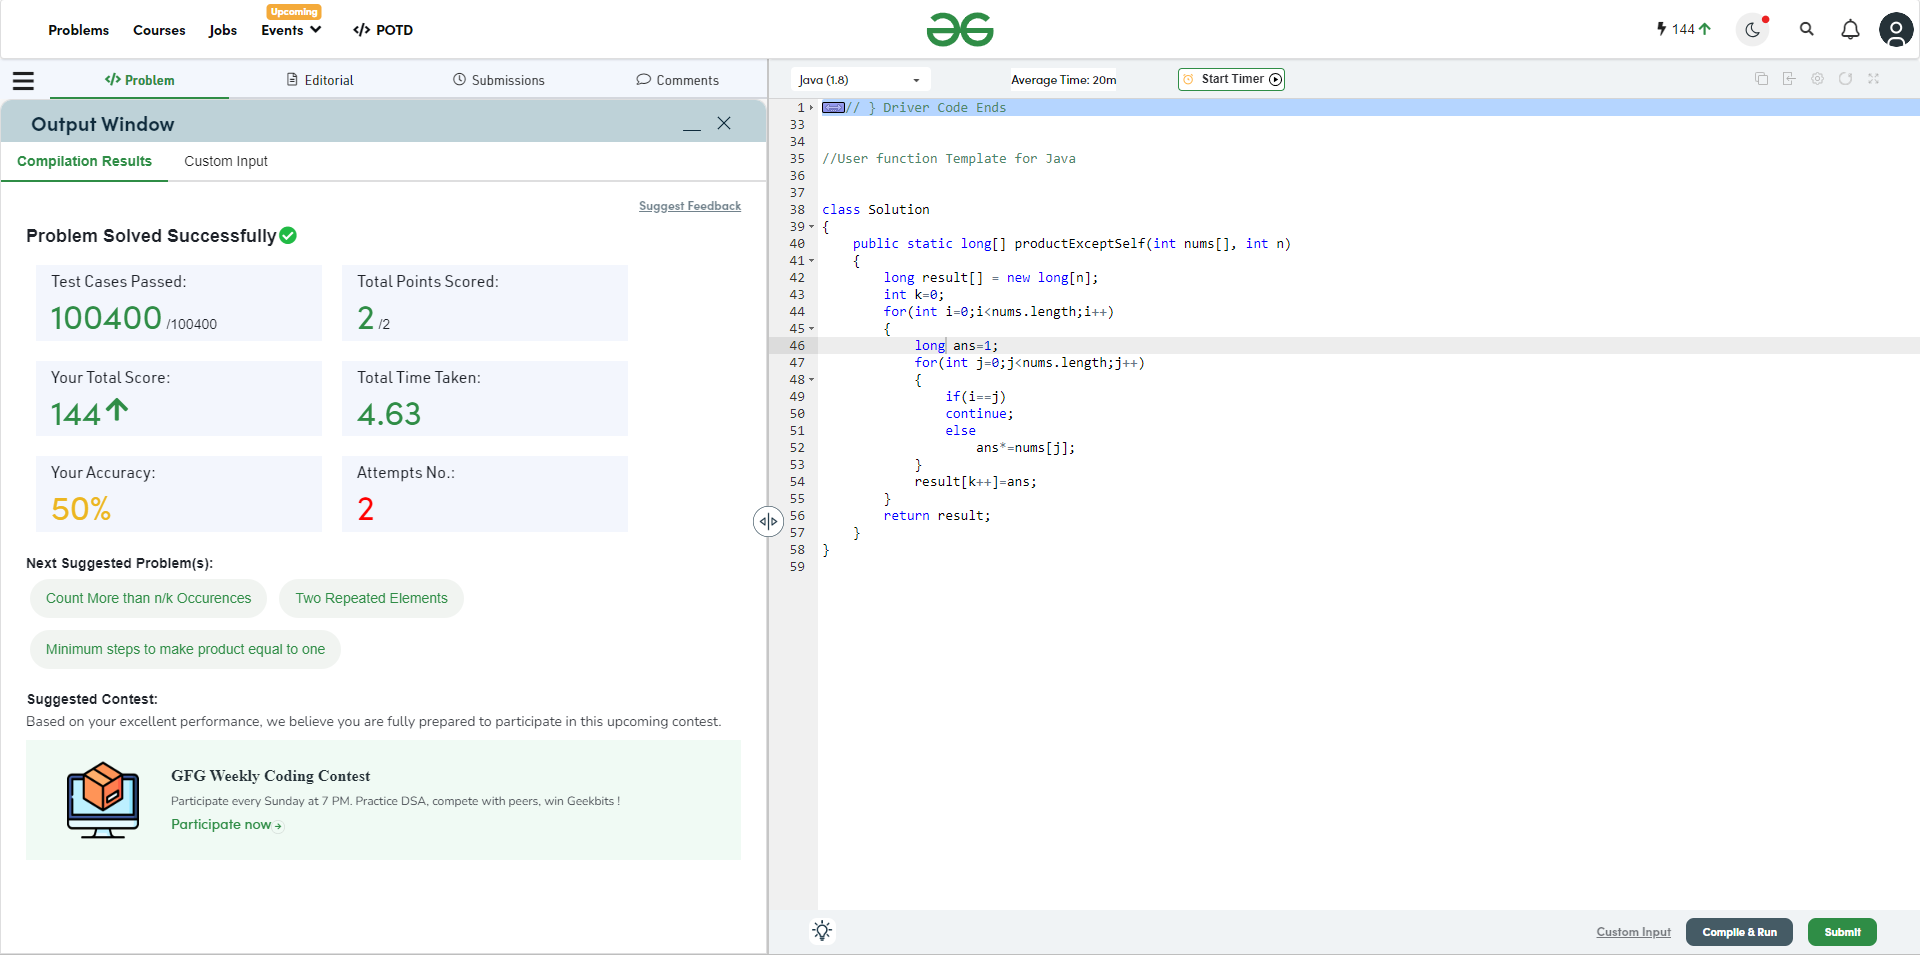 Problems Courses Jobs Upcoming Events </> POTD
144
</> Problem Editorial Submissions Comments
Output Window
Compilation Results Custom Input
Suggest Feedback
Problem Solved Successfully
Test Cases Passed:
100400 /100400
Total Points Scored:
2 /2
Your Total Score:
144
Total Time Taken:
4.63
Your Accuracy:
50%
Attempts No.:
2
Next Suggested Problem(s):
Count More than n/k Occurences Two Repeated Elements
Minimum steps to make product equal to one
Suggested Contest:
Based on your excellent performance, we believe you are fully prepared to participate in this upcoming contest.
GFG Weekly Coding Contest
Participate every Sunday at 7 PM. Practice DSA, compete with peers, win Geekbits !
Participate now
Java (1.8) Average Time: 20m Start Timer
1 // } Driver Code Ends
33
34
35 //User function Template for Java
36
37
38 class Solution
39 {
40 public static long[] productExceptSelf(int nums[], int n)
41 {
42 long result[] = new long[n];
43 int k=0;
44 for(int i=0;i<nums.length;i++)
45 {
46 long ans=1;
47 for(int j=0;j<nums.length;j++)
48 {
49 if(i==j)
50 continue;
51 else
52 ans*=nums[j];
53 }
54 result[k++]=ans;
55 }
56 return result;
57 }
58 }
59
Custom Input Compile & Run Submit